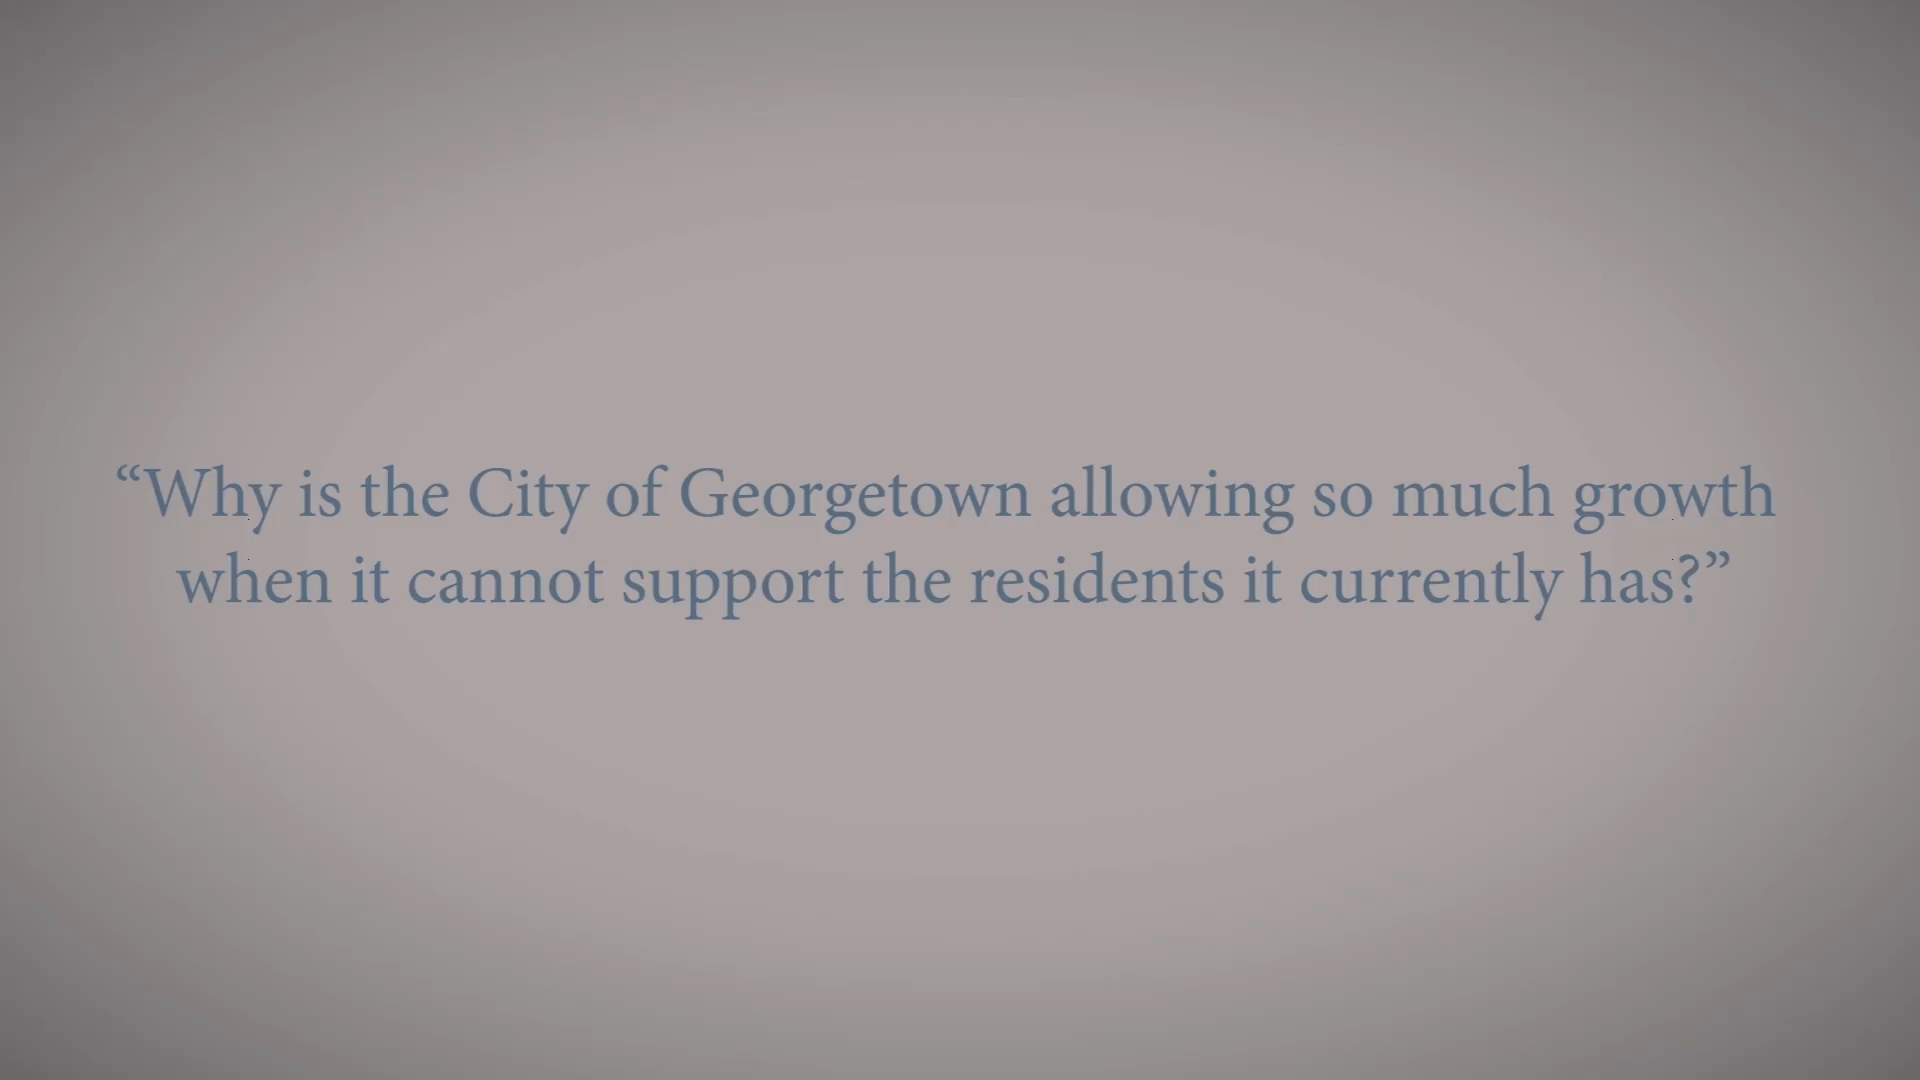 “Why is the City of Georgetown allowing so much growth
when it cannot support the residents it currently has?”